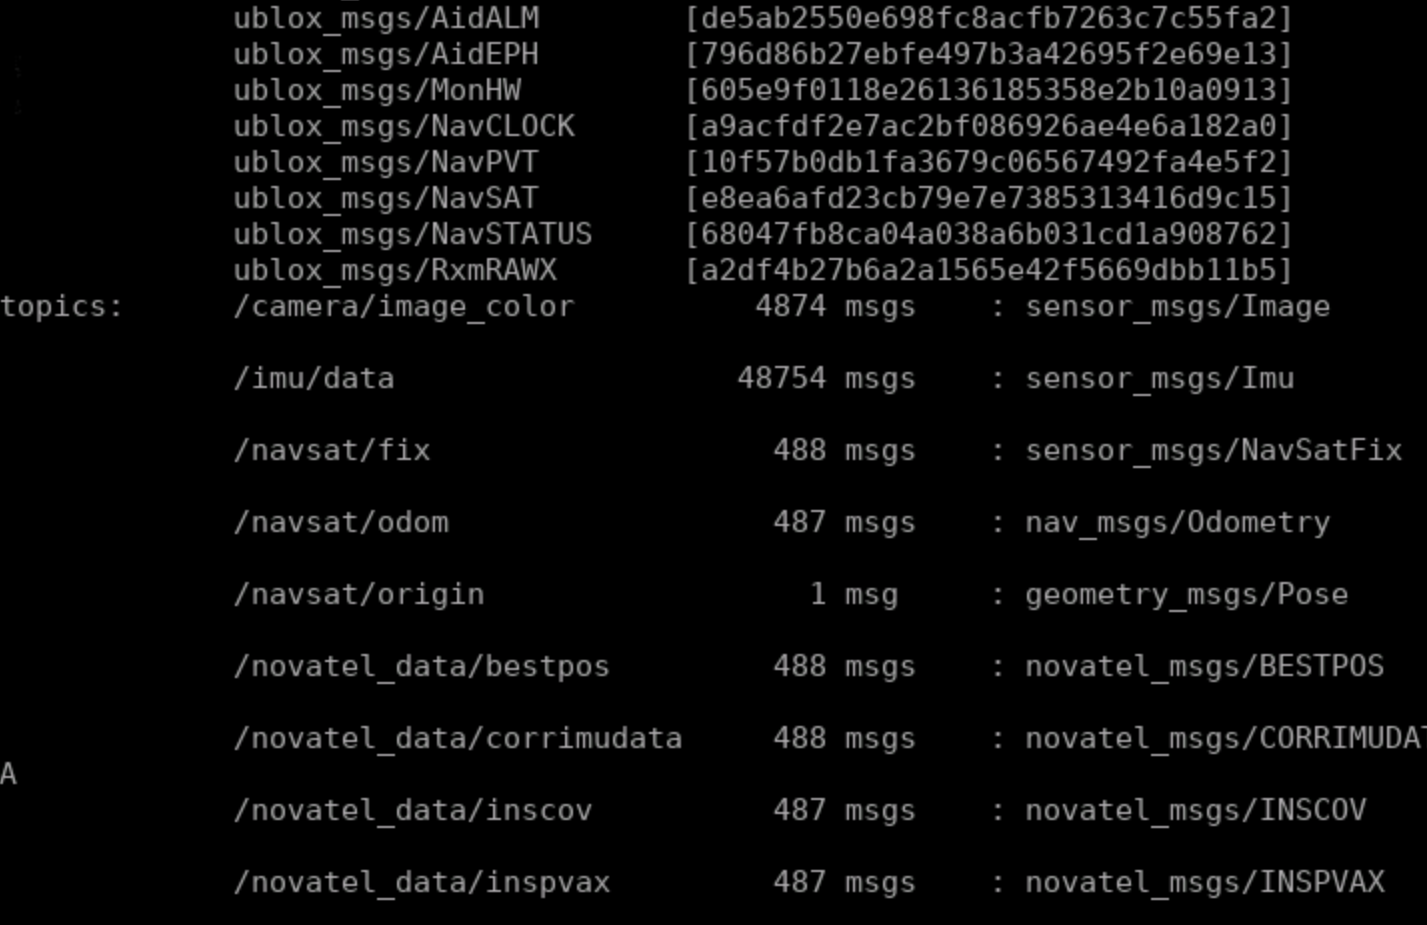 ublox_msgs/AidALM [de5ab2550e698fc8acfb7263c7c55fa2]
ublox_msgs/AidEPH [796d86b27ebfe497b3a42695f2e69e13]
ublox_msgs/MonHW [605e9f0118e26136185358e2b10a0913]
ublox_msgs/NavCLOCK [a9acfdf2e7ac2bf086926ae4e6a182a0]
ublox_msgs/NavPVT [10f57b0db1fa3679c06567492fa4e5f2]
ublox_msgs/NavSAT [e8ea6afd23cb79e7e7385313416d9c15]
ublox_msgs/NavSTATUS [68047fb8ca04a038a6b031cd1a908762]
ublox_msgs/RxmRAWX [a2df4b27b6a2a1565e42f5669dbb11b5]
topics: /camera/image_color 4874 msgs : sensor_msgs/Image
/imu/data 48754 msgs : sensor_msgs/Imu
/navsat/fix 488 msgs : sensor_msgs/NavSatFix
/navsat/odom 487 msgs : nav_msgs/Odometry
/navsat/origin 1 msg : geometry_msgs/Pose
/novatel_data/bestpos 488 msgs : novatel_msgs/BESTPOS
/novatel_data/corrimudata 488 msgs : novatel_msgs/CORRIMUDAT
A
/novatel_data/inscov 487 msgs : novatel_msgs/INSCOV
/novatel_data/inspvax 487 msgs : novatel_msgs/INSPVAX